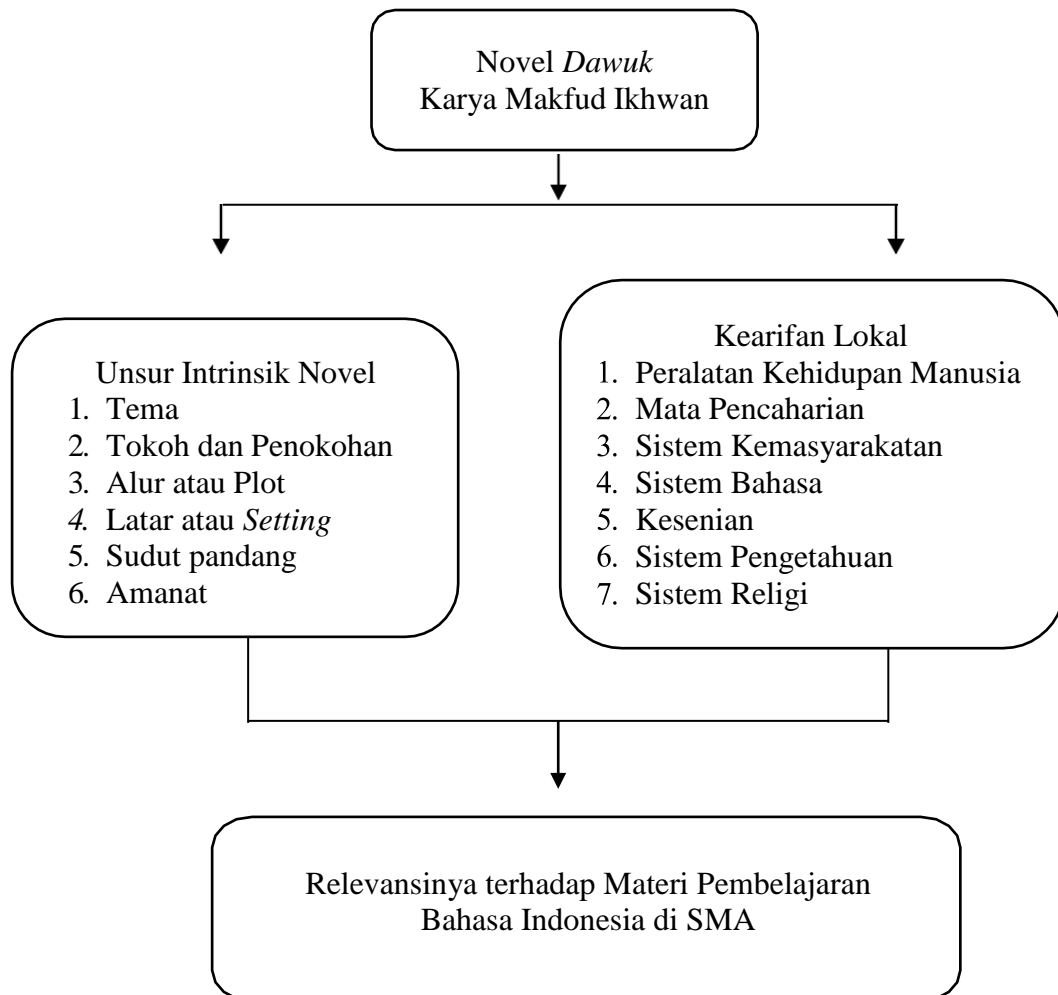 Novel Dawuk
Karya Makfud Ikhwan
Unsur Intrinsik Novel
1. Tema
2. Tokoh dan Penokohan
3. Alur atau Plot
4. Latar atau Setting
5. Sudut pandang
6. Amanat
Kearifan Lokal
1. Peralatan Kehidupan Manusia
2. Mata Pencaharian
3. Sistem Kemasyarakatan
4. Sistem Bahasa
5. Kesenian
6. Sistem Pengetahuan
7. Sistem Religi
Relevansinya terhadap Materi Pembelajaran
Bahasa Indonesia di SMA